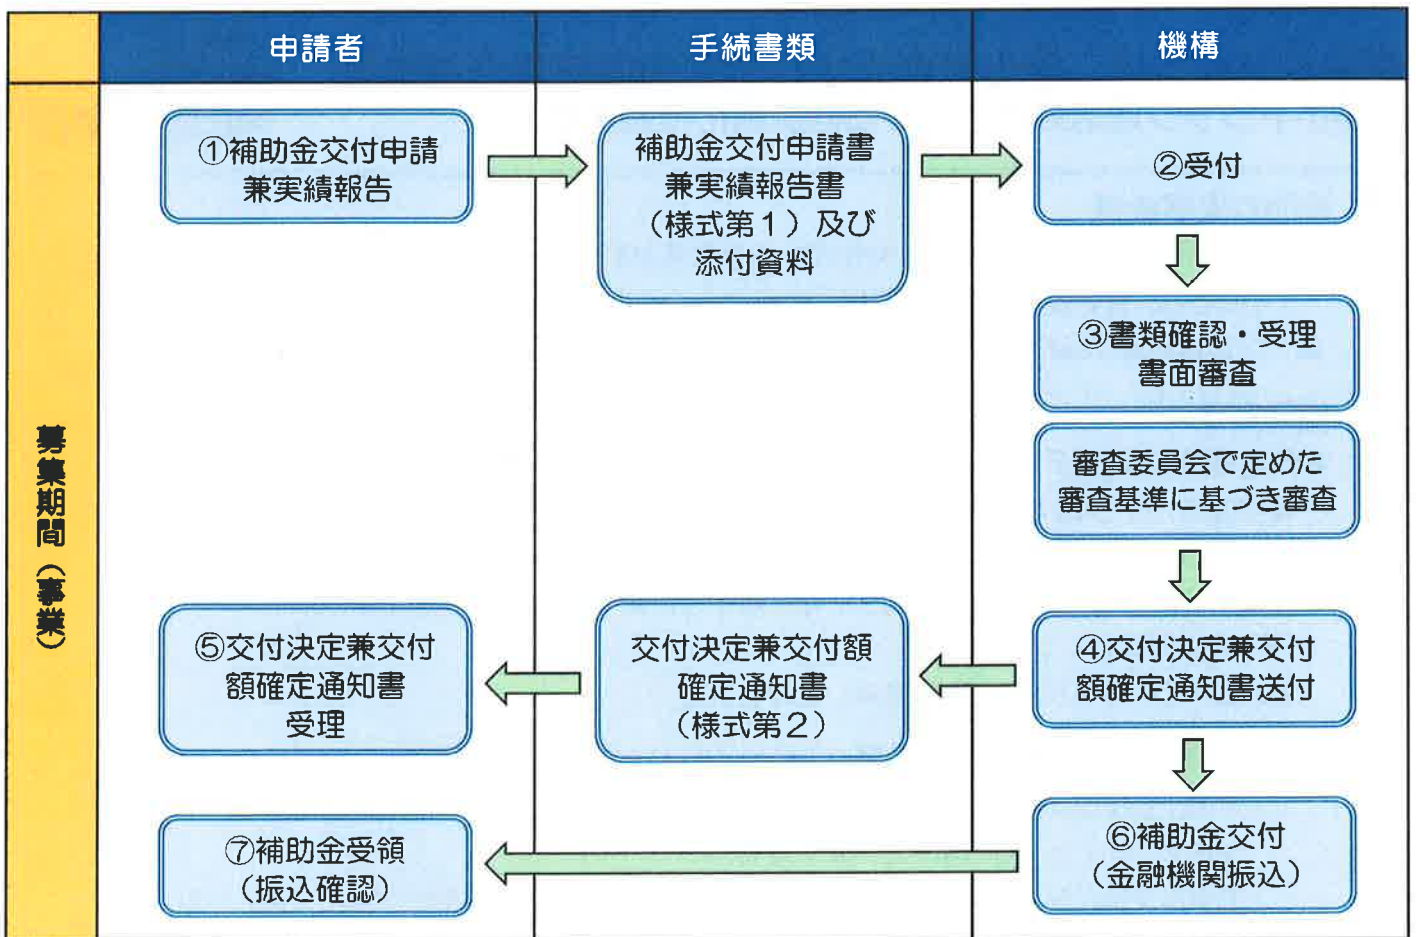 申請者
手続書類
機構
募集期間（事業）
①補助金交付申請
兼実績報告
補助金交付申請書
兼実績報告書
（様式第１）及び
添付資料
②受付
③書類確認・受理
書面審査
審査委員会で定めた
審査基準に基づき審査
④交付決定兼交付
額確定通知書送付
交付決定兼交付額
確定通知書
（様式第２）
⑤交付決定兼交付
額確定通知書
受理
⑥補助金交付
（金融機関振込）
⑦補助金受領
（振込確認）